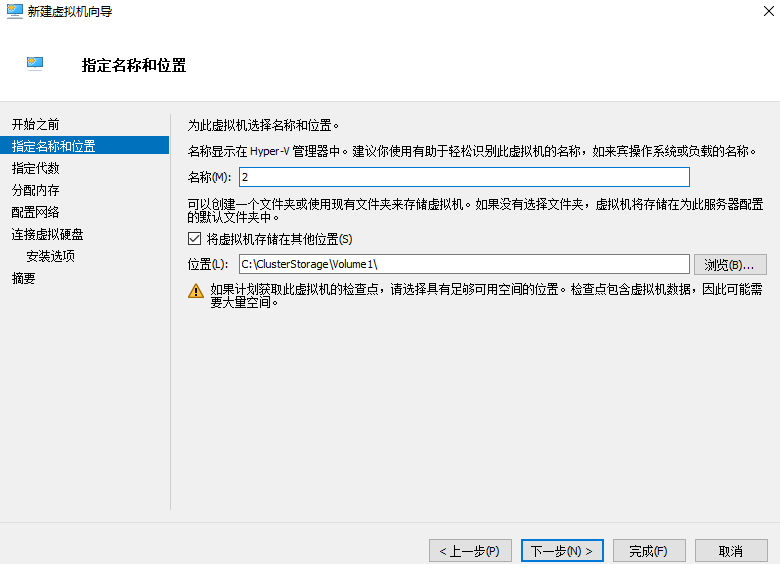 新建虚拟机向导
指定名称和位置
开始之前
指定名称和位置
指定代数
分配内存
配置网络
连接虚拟硬盘
安装选项
摘要
为此虚拟机选择名称和位置。
名称显示在 Hyper-V 管理器中。建议你使用有助于轻松识别此虚拟机的名称，如来宾操作系统或负载的名称。
名称(M): 2
可以创建一个文件夹或使用现有文件夹来存储虚拟机。如果没有选择文件夹，虚拟机将存储在为此服务器配置
的默认文件夹中。
将虚拟机存储在其他位置(S)
位置(L): C:\ClusterStorage\Volume1\ 浏览(B)...
如果计划获取此虚拟机的检查点，请选择具有足够可用空间的位置。检查点包含虚拟机数据，因此可能需
要大量空间。
< 上一步(P) 下一步(N) > 完成(F) 取消